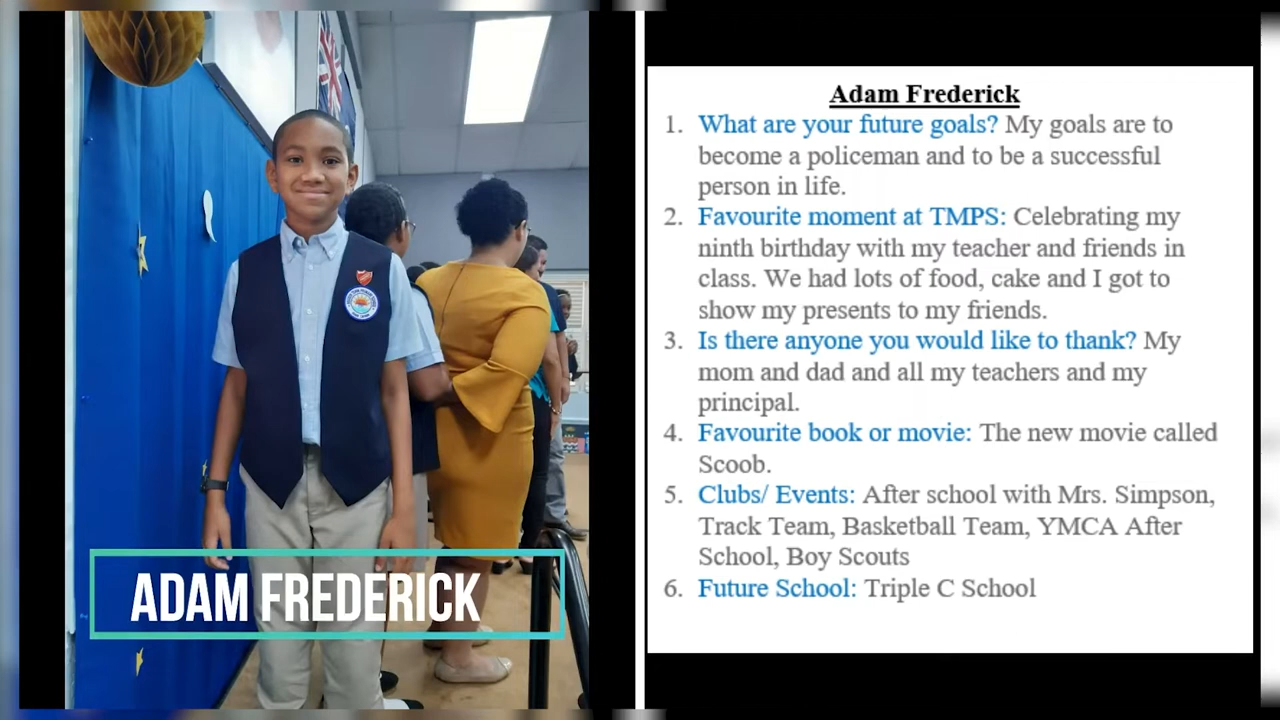 ADAM FREDERICK
Adam Frederick
1. What are your future goals? My goals are to
become a policeman and to be a successful
person in life.
2. Favourite moment at TMPS: Celebrating my
ninth birthday with my teacher and friends in
class. We had lots of food, cake and I got to
show my presents to my friends.
3. Is there anyone you would like to thank? My
mom and dad and all my teachers and my
principal.
4. Favourite book or movie: The new movie called
Scoob.
5. Clubs/ Events: After school with Mrs. Simpson,
Track Team, Basketball Team, YMCA After
School, Boy Scouts
6. Future School: Triple C School